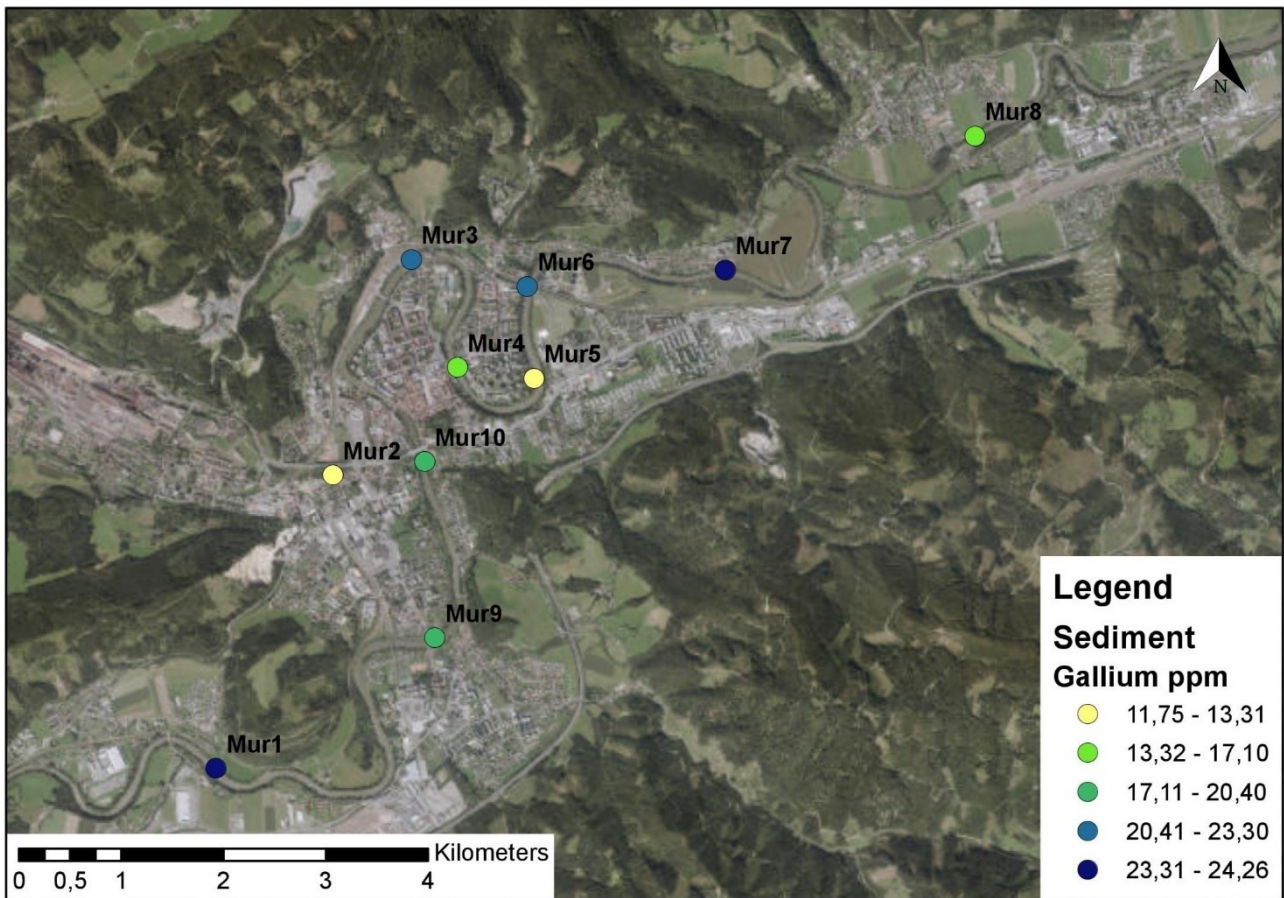 N
Mur8
Mur3
Mur7
Mur6
Mur4
Mur5
Mur10
Mur2
Mur9
Mur1
Legend
Sediment
Gallium ppm
11,75 - 13,31
13,32 - 17,10
17,11 - 20,40
20,41 - 23,30
23,31 - 24,26
Kilometers
0 0,5 1 2 3 4